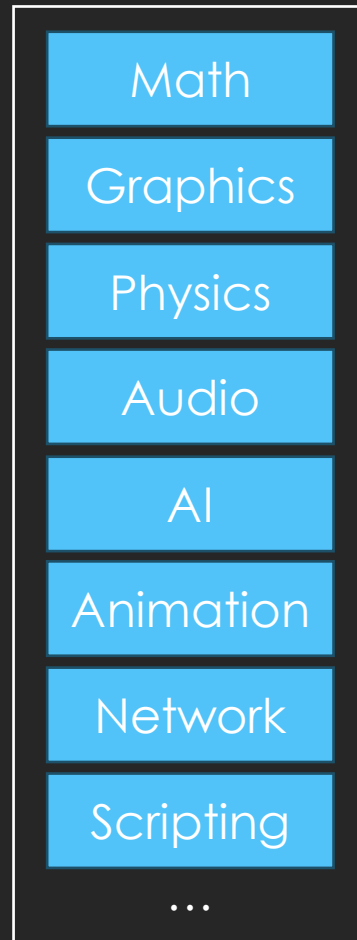 Math
Graphics
Physics
Audio
AI
Animation
Network
Scripting
...